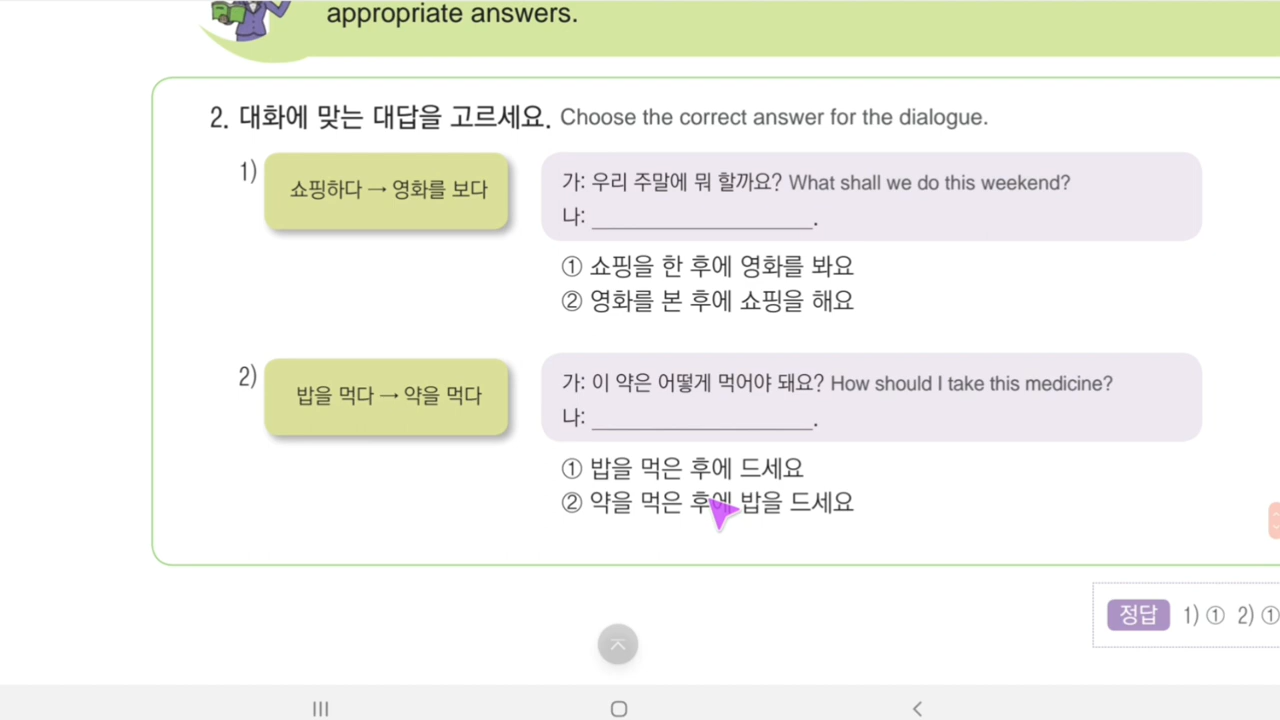 appropriate answers.
2. 대화에 맞는 대답을 고르세요. Choose the correct answer for the dialogue.
1)
쇼핑하다 → 영화를 보다
가: 우리 주말에 뭐 할까요? What shall we do this weekend?
나: ____________________.
① 쇼핑을 한 후에 영화를 봐요
② 영화를 본 후에 쇼핑을 해요
2)
밥을 먹다 → 약을 먹다
가: 이 약은 어떻게 먹어야 돼요? How should I take this medicine?
나: ____________________.
① 밥을 먹은 후에 드세요
② 약을 먹은 후에 밥을 드세요
정답 1) ① 2) ①